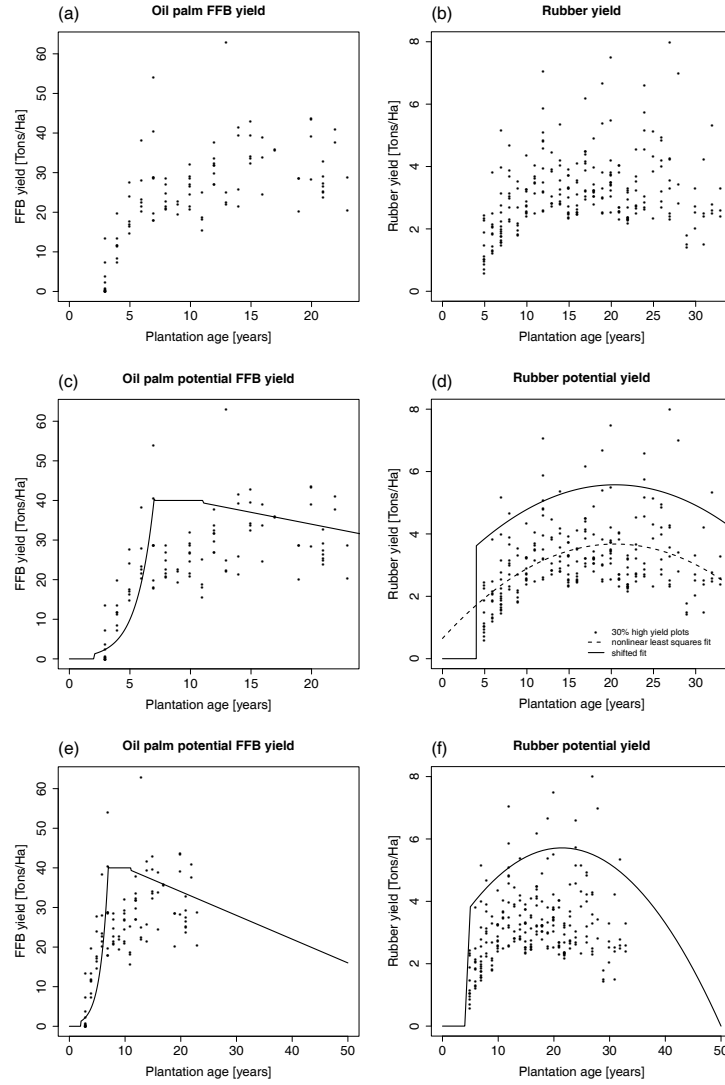 (a) Oil palm FFB yield
FFB yield [Tons/Ha]
0 10 20 30 40 50 60
0 5 10 15 20
Plantation age [years]
(b) Rubber yield
Rubber yield [Tons/Ha]
0 2 4 6 8
0 5 10 15 20 25 30
Plantation age [years]
(c) Oil palm potential FFB yield
FFB yield [Tons/Ha]
0 10 20 30 40 50 60
0 5 10 15 20
Plantation age [years]
(d) Rubber potential yield
Rubber yield [Tons/Ha]
0 2 4 6 8
30% high yield plots
nonlinear least squares fit
shifted fit
0 5 10 15 20 25 30
Plantation age [years]
(e) Oil palm potential FFB yield
FFB yield [Tons/Ha]
0 10 20 30 40 50 60
0 10 20 30 40 50
Plantation age [years]
(f) Rubber potential yield
Rubber yield [Tons/Ha]
0 2 4 6 8
0 10 20 30 40 50
Plantation age [years]